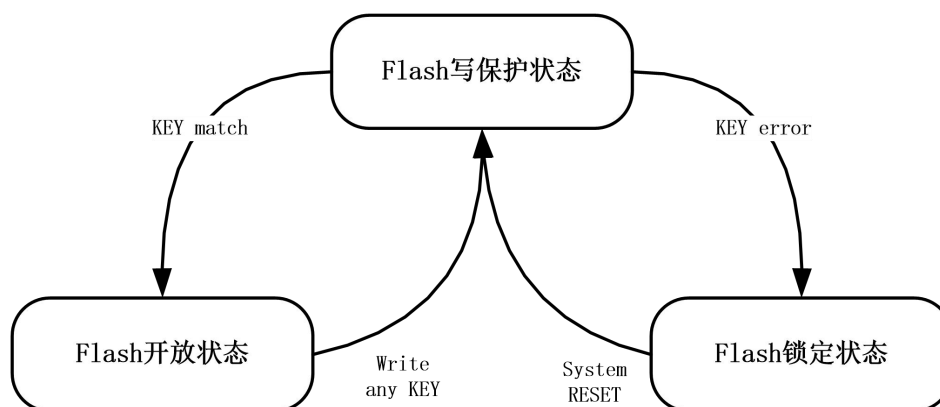 Flash写保护状态
KEY match
KEY error
Flash开放状态
Flash锁定状态
Write
any KEY
System
RESET